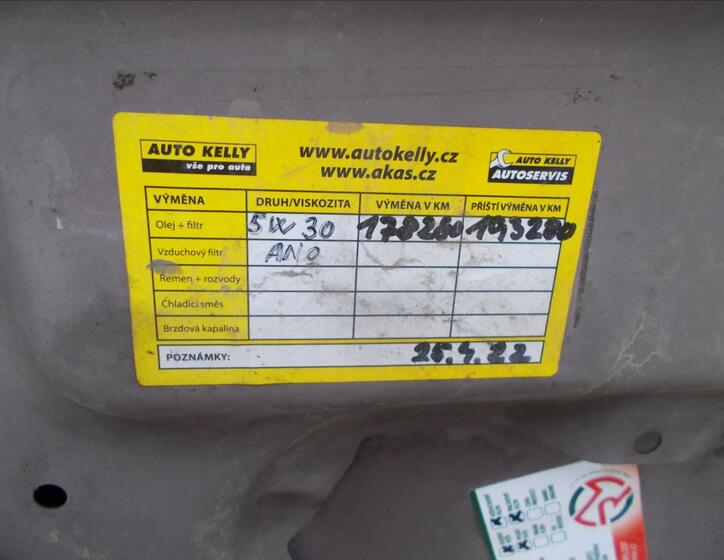 AUTO KELLY
vše pro auta
www.autokelly.cz
www.akas.cz
AUTO KELLY
AUTOSERVIS
VÝMĚNA DRUH/VISKOZITA VÝMĚNA V KM PŘÍŠTÍ VÝMĚNA V KM
Olej + filtr 5W 30 178280 193280
Vzduchový filtr ANO
Řemen + rozvody
Chladicí směs
Brzdová kapalina
POZNÁMKY: 25.4.22